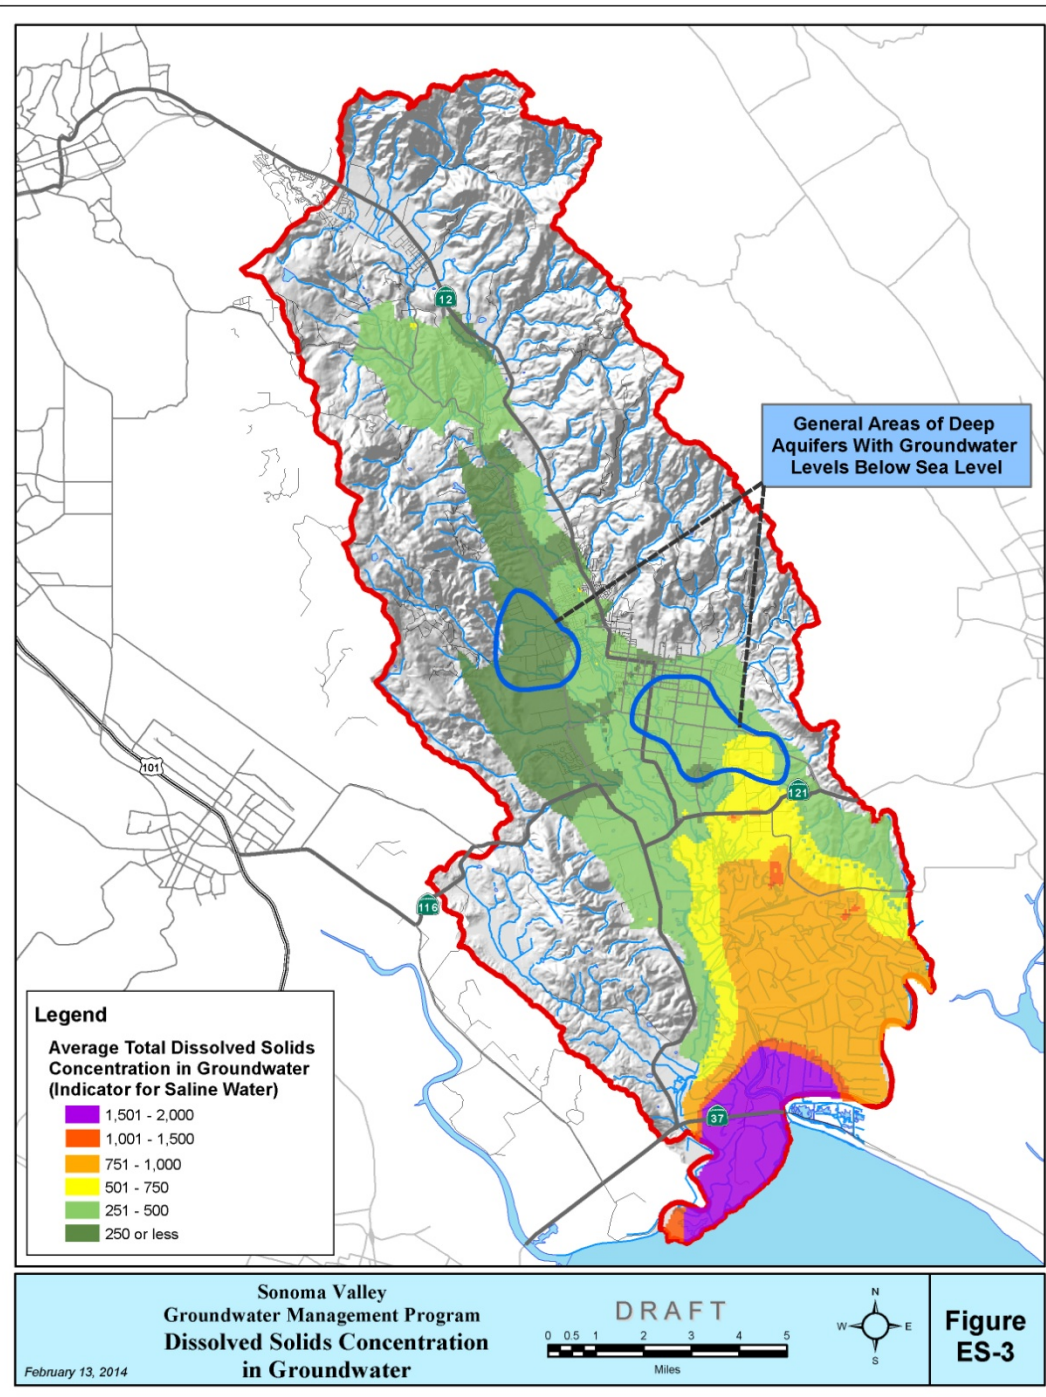 12
General Areas of Deep
Aquifers With Groundwater
Levels Below Sea Level
101
121
116
37
Legend
Average Total Dissolved Solids
Concentration in Groundwater
(Indicator for Saline Water)
1,501 - 2,000
1,001 - 1,500
751 - 1,000
501 - 750
251 - 500
250 or less
Sonoma Valley
Groundwater Management Program
Dissolved Solids Concentration
in Groundwater
February 13, 2014
DRAFT
0 0.5 1 2 3 4 5
Miles
N
W E
S
Figure
ES-3